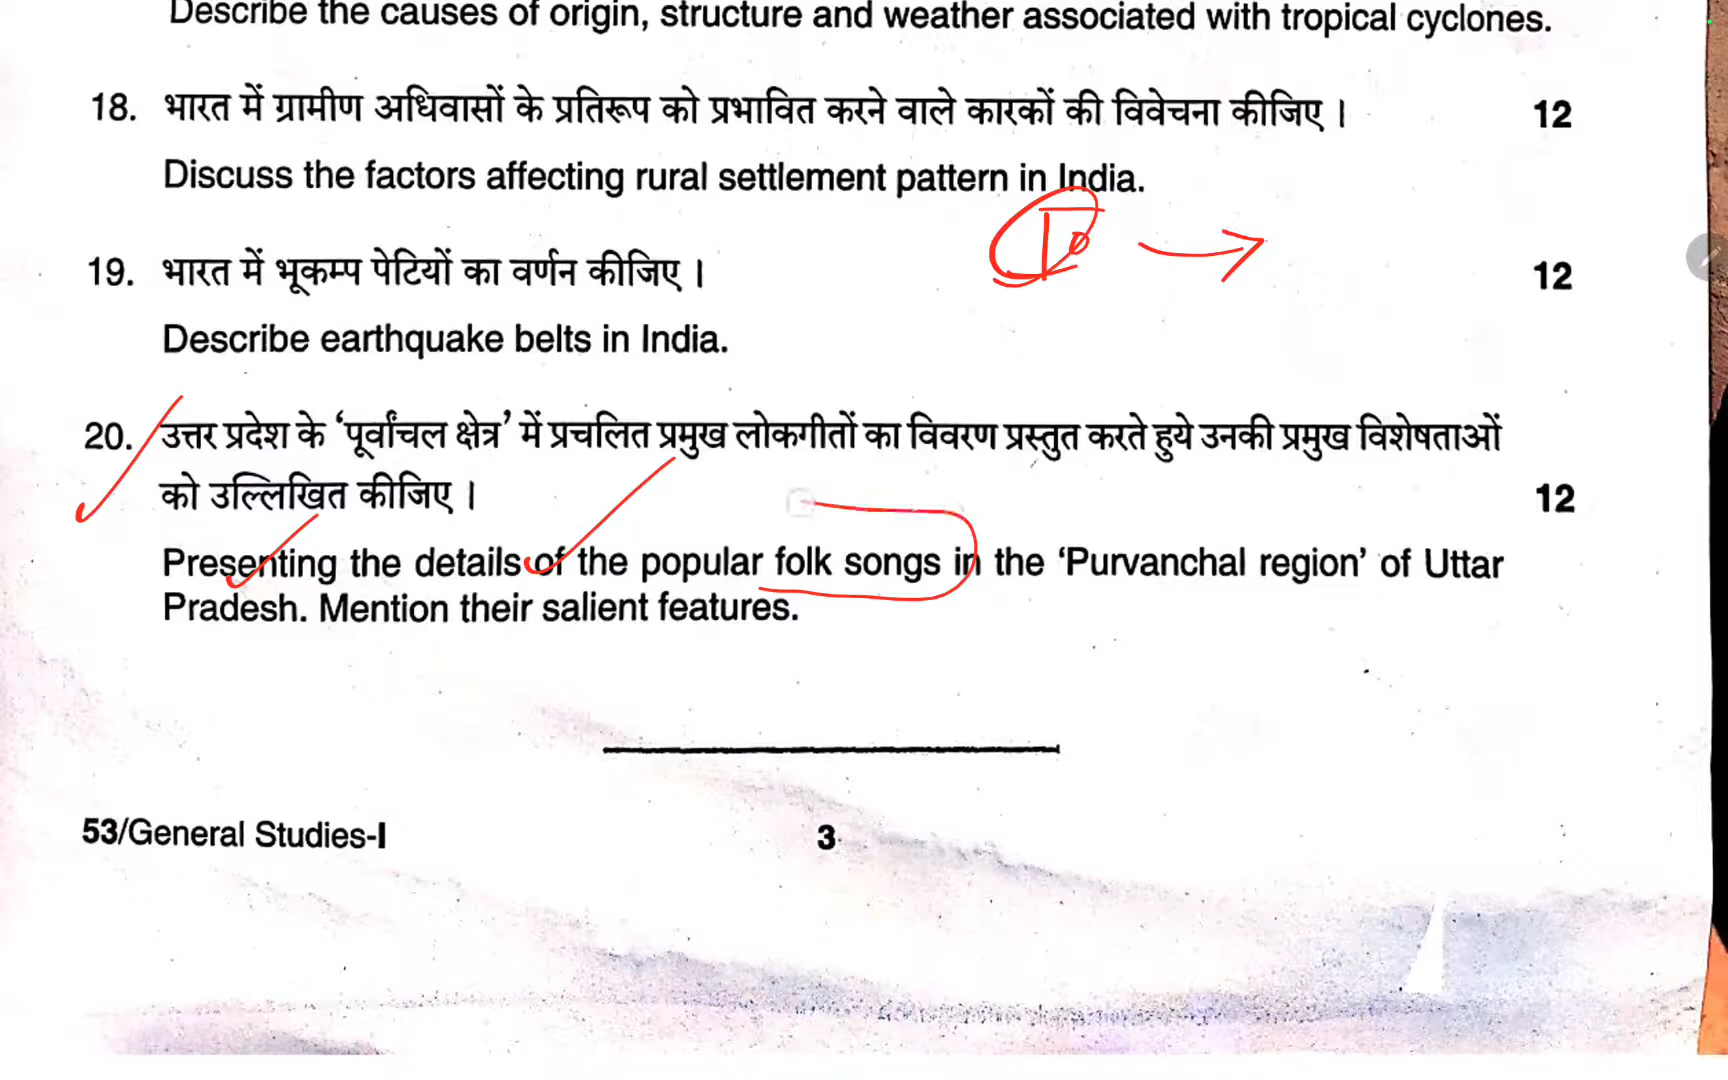 Describe the causes of origin, structure and weather associated with tropical cyclones.
18. भारत में ग्रामीण अधिवासों के प्रतिरूप को प्रभावित करने वाले कारकों की विवेचना कीजिए । 12
Discuss the factors affecting rural settlement pattern in India.
19. भारत में भूकम्प पेटियों का वर्णन कीजिए । 12
Describe earthquake belts in India.
20. उत्तर प्रदेश के ‘पूर्वांचल क्षेत्र’ में प्रचलित प्रमुख लोकगीतों का विवरण प्रस्तुत करते हुये उनकी प्रमुख विशेषताओं
को उल्लिखित कीजिए । 12
Presenting the details of the popular folk songs in the ‘Purvanchal region’ of Uttar
Pradesh. Mention their salient features.
53/General Studies-I 3